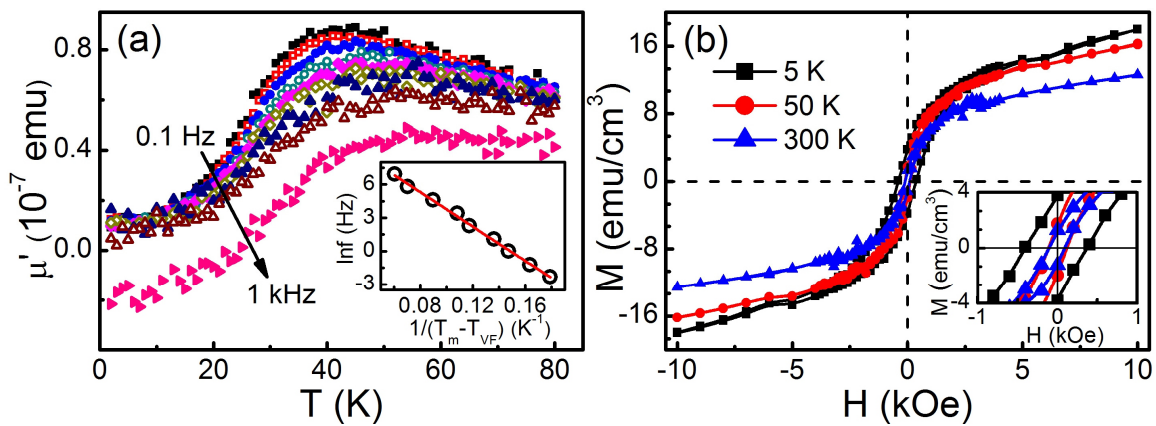 (a)
0.8
0.4
0.0
μ' (10⁻⁷ emu)
0.1 Hz
1 kHz
0
20
40
60
80
T (K)
lnf (Hz)
6
3
0
-3
0.08
0.12
0.16
1/(Tₘ-T_VF) (K⁻¹)
(b)
16
8
0
-8
-16
M (emu/cm³)
5 K
50 K
300 K
-10
-5
0
5
10
H (kOe)
M (emu/cm³)
4
0
-4
-1
0
1
H (kOe)